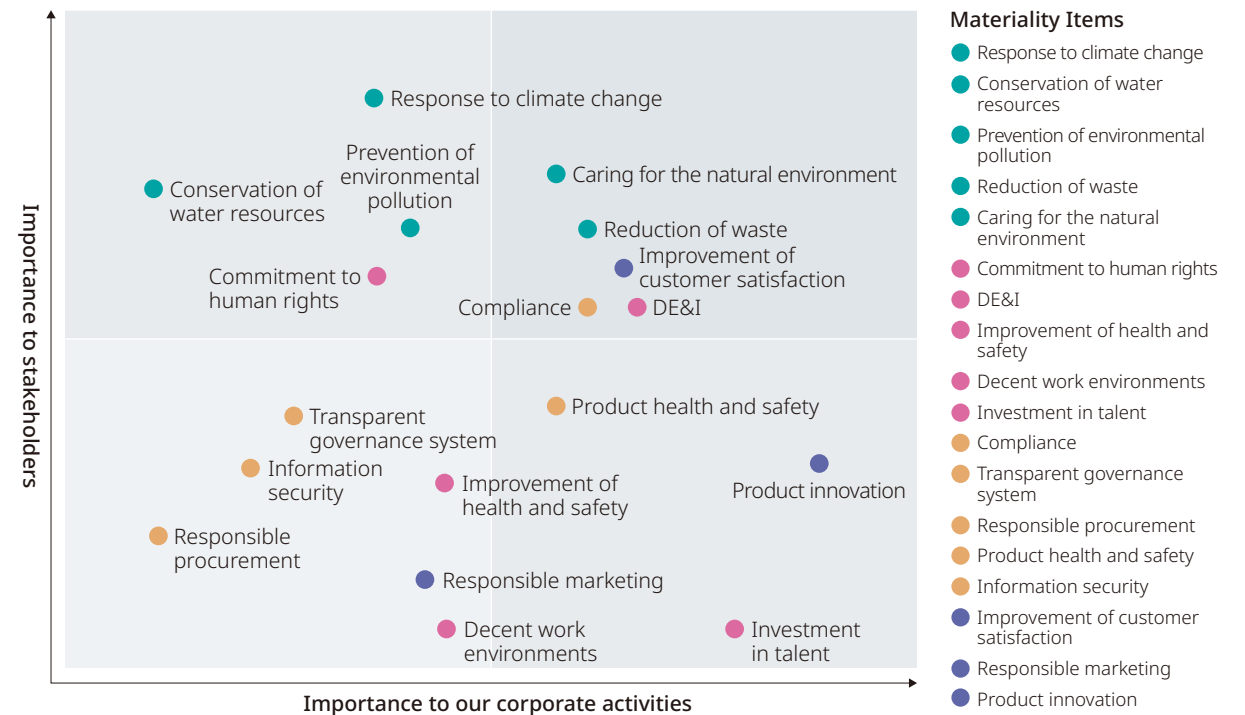 Importance to stakeholders
Response to climate change
Prevention of
environmental
pollution
Conservation of
water resources
Caring for the natural environment
Reduction of waste
Improvement of
customer satisfaction
Commitment to
human rights
Compliance
DE&I
Transparent
governance system
Product health and safety
Information
security
Improvement of
health and safety
Product innovation
Responsible
procurement
Responsible marketing
Decent work
environments
Investment
in talent
Importance to our corporate activities
Materiality Items
Response to climate change
Conservation of water
resources
Prevention of environmental
pollution
Reduction of waste
Caring for the natural
environment
Commitment to human rights
DE&I
Improvement of health and
safety
Decent work environments
Investment in talent
Compliance
Transparent governance
system
Responsible procurement
Product health and safety
Information security
Improvement of customer
satisfaction
Responsible marketing
Product innovation